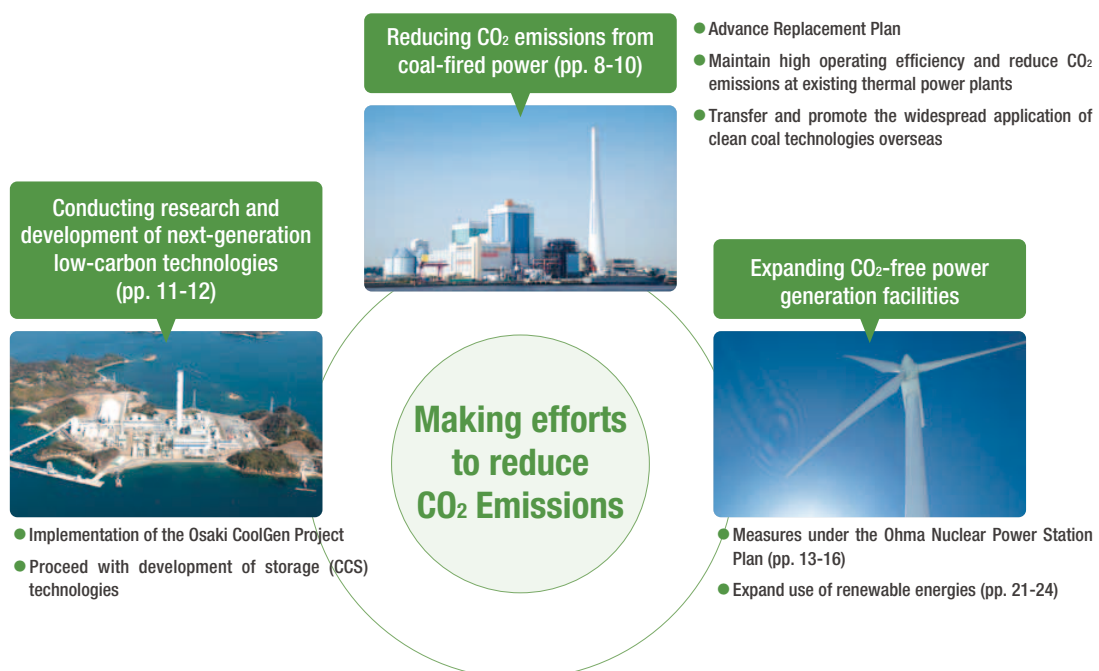 Reducing CO₂ emissions from
coal-fired power (pp. 8-10)
● Advance Replacement Plan
● Maintain high operating efficiency and reduce CO₂
emissions at existing thermal power plants
● Transfer and promote the widespread application of
clean coal technologies overseas
Conducting research and
development of next-generation
low-carbon technologies
(pp. 11-12)
● Implementation of the Osaki CoolGen Project
● Proceed with development of storage (CCS)
technologies
Expanding CO₂-free power
generation facilities
● Measures under the Ohma Nuclear Power Station
Plan (pp. 13-16)
● Expand use of renewable energies (pp. 21-24)
Making efforts
to reduce
CO₂ Emissions